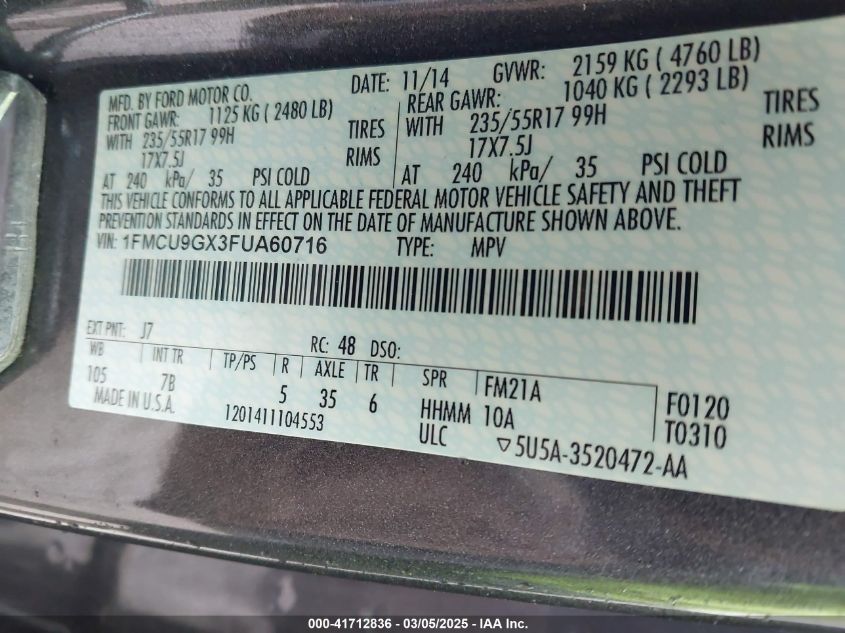 MFD. BY FORD MOTOR CO. DATE: 11/14 GVWR: 2159 KG ( 4760 LB)
FRONT GAWR: 1125 KG ( 2480 LB) REAR GAWR: 1040 KG ( 2293 LB)
WITH 235/55R17 99H TIRES WITH 235/55R17 99H TIRES
17X7.5J RIMS 17X7.5J RIMS
AT 240 kPa/ 35 PSI COLD AT 240 kPa/ 35 PSI COLD
THIS VEHICLE CONFORMS TO ALL APPLICABLE FEDERAL MOTOR VEHICLE SAFETY AND THEFT
PREVENTION STANDARDS IN EFFECT ON THE DATE OF MANUFACTURE SHOWN ABOVE.
VIN: 1FMCU9GX3FUA60716 TYPE: MPV
EXT PNT: J7 RC: 48 DSO:
WB INT TR TP/PS R AXLE TR SPR FM21A
105 7B 5 35 6 HHMM 10A F0120
MADE IN U.S.A. 1201411104553 ULC ▽5U5A-3520472-AA T0310
000-41712836 - 03/05/2025 - IAA Inc.